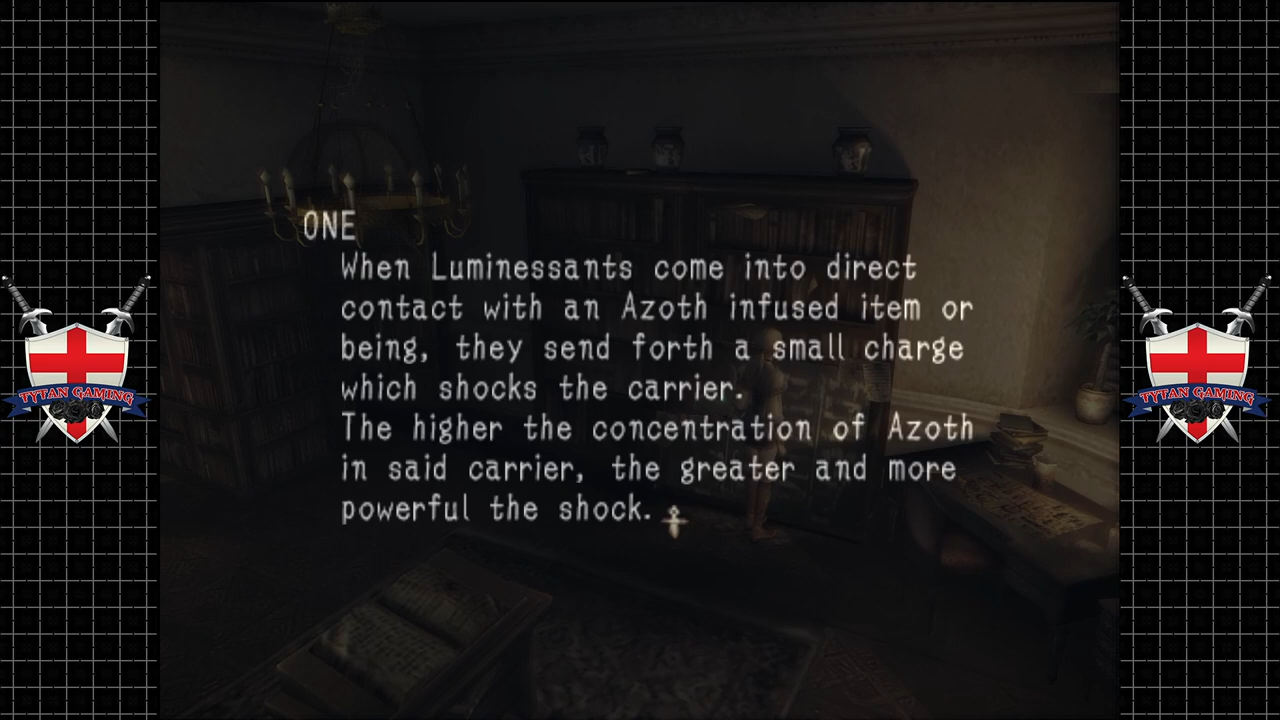 ONE
When Luminessants come into direct
contact with an Azoth infused item or
being, they send forth a small charge
which shocks the carrier.
The higher the concentration of Azoth
in said carrier, the greater and more
powerful the shock.
TYTAN GAMING
TYTAN GAMING